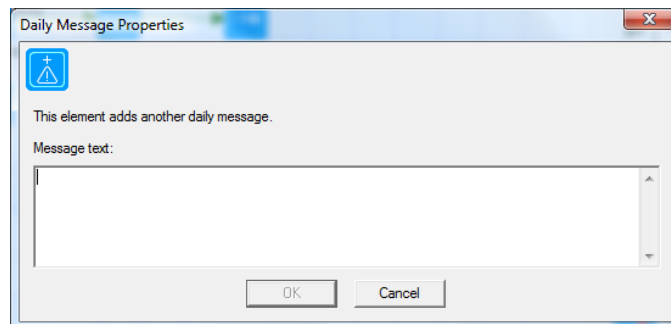 Daily Message Properties
This element adds another daily message.
Message text:
OK
Cancel